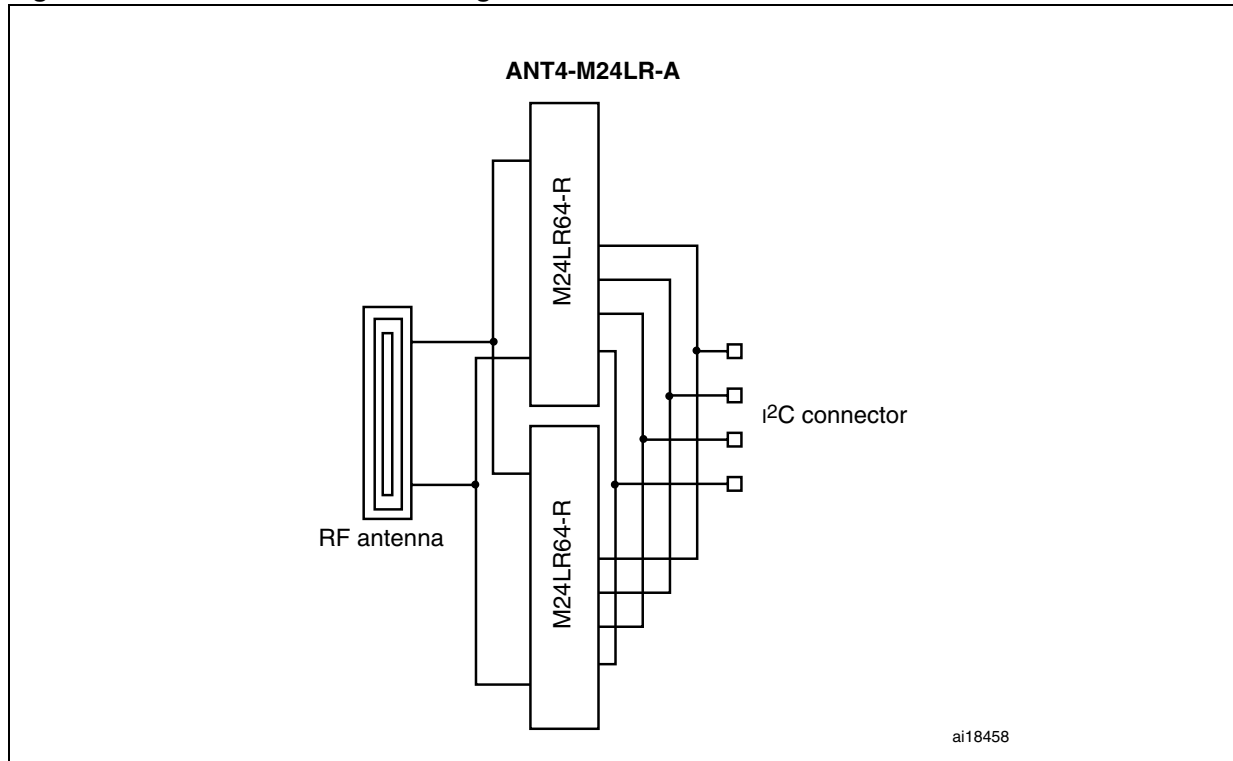 ANT4-M24LR-A
M24LR64-R
I2C connector
RF antenna
M24LR64-R
ai18458